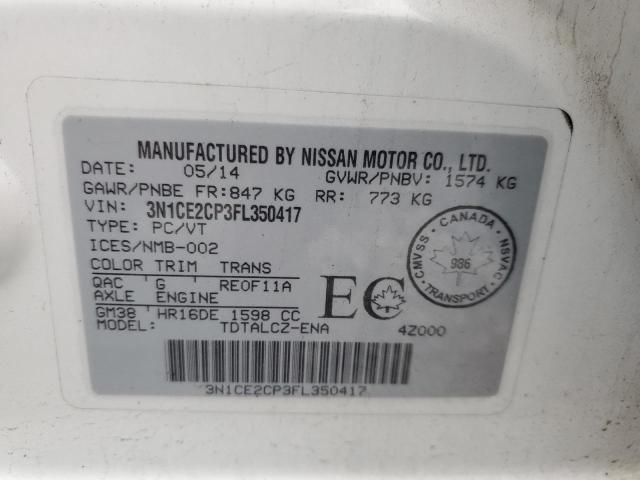 MANUFACTURED BY NISSAN MOTOR CO., LTD.
DATE: 05/14 GVWR/PNBV: 1574 KG
GAWR/PNBE FR:847 KG RR: 773 KG
VIN: 3N1CE2CP3FL350417
TYPE: PC/VT
ICES/NMB-002
COLOR TRIM TRANS
QAC G RE0F11A
AXLE ENGINE
GM38 HR16DE 1598 CC
MODEL: TDTALCZ-ENA 4Z000
EC
CANADA
CMVSS NSVAC
986
TRANSPORT
3N1CE2CP3FL350417